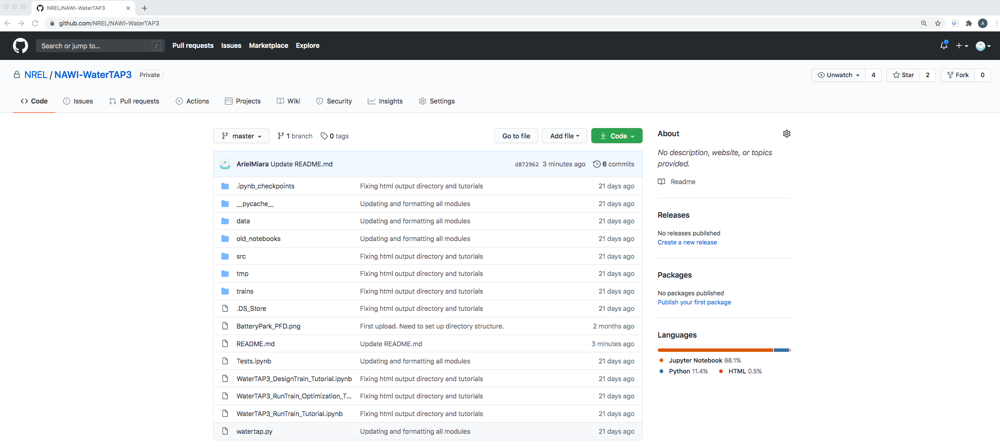 NREL/NAWI-WaterTAP3
github.com/NREL/NAWI-WaterTAP3
A
Search or jump to... /
Pull requests Issues Marketplace Explore
NREL / NAWI-WaterTAP3 Private
Unwatch 4 Star 2 Fork 0
Code Issues Pull requests Actions Projects Wiki Security Insights Settings
master 1 branch 0 tags Go to file Add file Code
ArielMiara Update README.md d872962 3 minutes ago 6 commits
.ipynb_checkpoints Fixing html output directory and tutorials 21 days ago
__pycache__ Updating and formatting all modules 21 days ago
data Updating and formatting all modules 21 days ago
old_notebooks Updating and formatting all modules 21 days ago
src Fixing html output directory and tutorials 21 days ago
tmp Fixing html output directory and tutorials 21 days ago
trains Fixing html output directory and tutorials 21 days ago
.DS_Store Fixing html output directory and tutorials 21 days ago
BatteryPark_PFD.png First upload. Need to set up directory structure. 2 months ago
README.md Update README.md 3 minutes ago
Tests.ipynb Updating and formatting all modules 21 days ago
WaterTAP3_DesignTrain_Tutorial.ipynb Fixing html output directory and tutorials 21 days ago
WaterTAP3_RunTrain_Optimization_T... Fixing html output directory and tutorials 21 days ago
WaterTAP3_RunTrain_Tutorial.ipynb Fixing html output directory and tutorials 21 days ago
watertap.py Updating and formatting all modules 21 days ago
About
No description, website, or topics
provided.
Readme
Releases
No releases published
Create a new release
Packages
No packages published
Publish your first package
Languages
Jupyter Notebook 88.1%
Python 11.4% HTML 0.5%